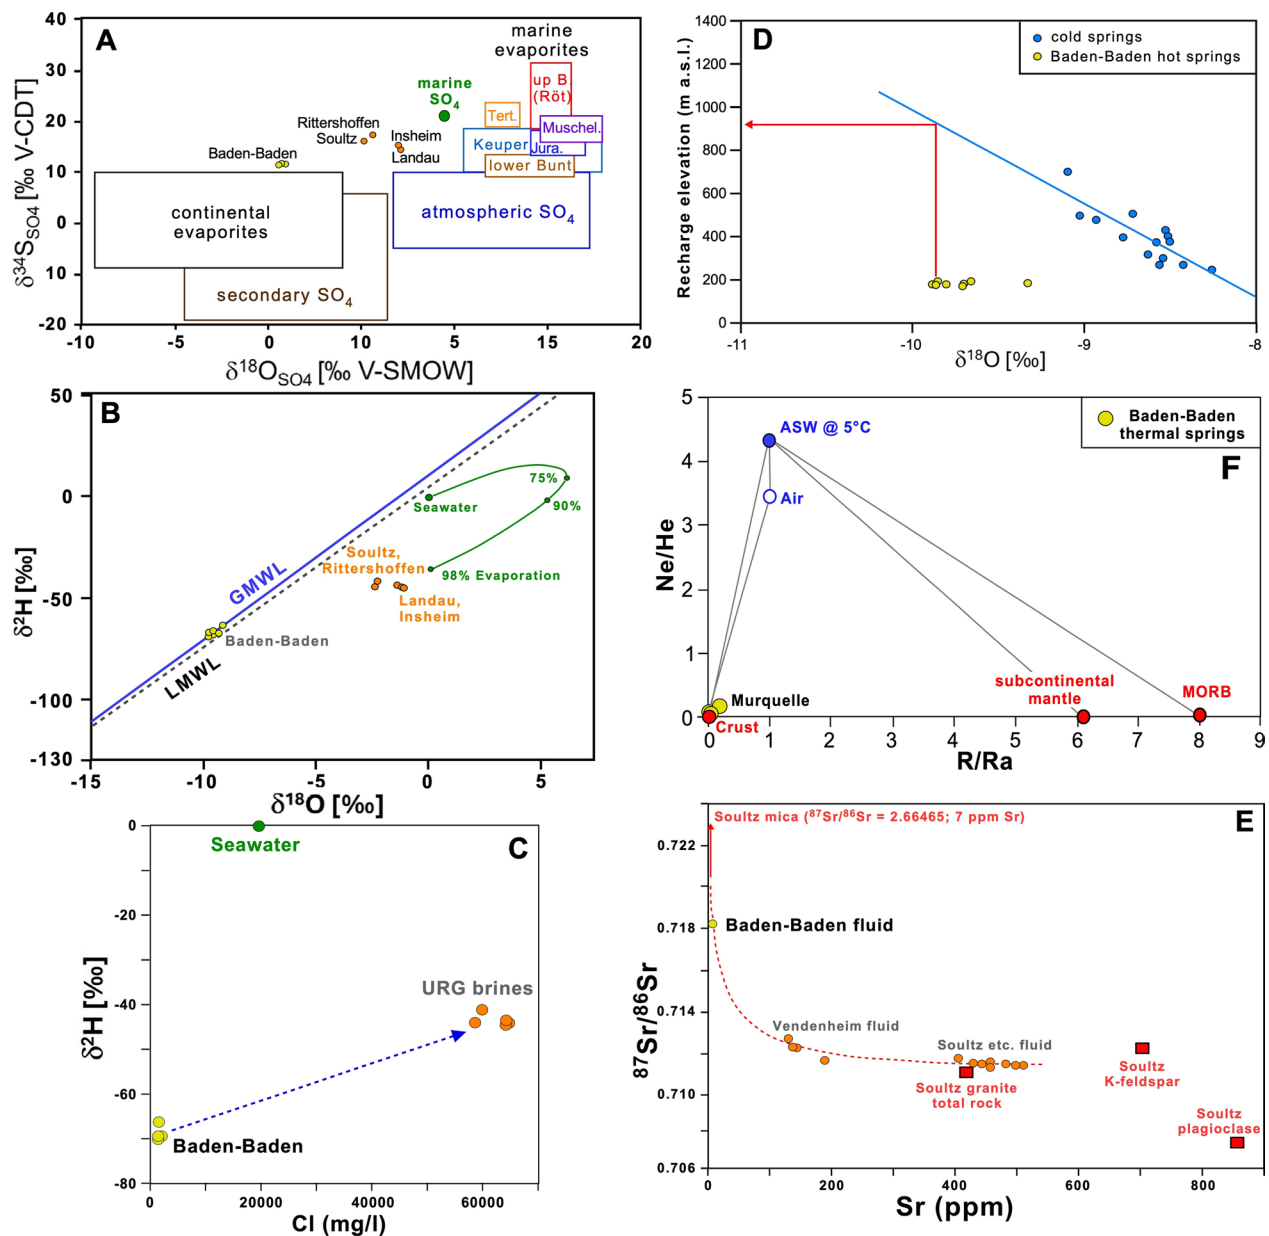 A
40
30
20
10
0
-10
-20
δ³⁴S_SO4 [‰ V-CDT]
marine
evaporites
up B.
(Röt)
marine
SO₄
Tert.
Muschel.
Keuper
Jura.
lower Bunt
Rittershoffen
Soultz
Insheim
Landau
Baden-Baden
continental
evaporites
atmospheric SO₄
secondary SO₄
-10
-5
0
10
5
15
20
δ¹⁸O_SO4 [‰ V-SMOW]
D
cold springs
Baden-Baden hot springs
1400
1200
1000
800
600
400
200
0
Recharge elevation (m a.s.l.)
-11
-10
-9
-8
δ¹⁸O [‰]
B
50
0
-50
-100
-130
δ²H [‰]
75%
90%
Seawater
98% Evaporation
Soultz,
Rittershoffen
Landau,
Insheim
GMWL
Baden-Baden
LMWL
-15
-10
-5
0
5
δ¹⁸O [‰]
F
Baden-Baden
thermal springs
5
4
3
2
1
0
Ne/He
ASW @ 5°C
Air
Murquelle
Crust
subcontinental
mantle
MORB
0
1
2
3
4
5
6
7
8
9
R/Ra
C
0
-20
-40
-60
-80
δ²H [‰]
Seawater
URG brines
Baden-Baden
0
20000
40000
60000
Cl (mg/l)
E
Soultz mica (⁸⁷Sr/⁸⁶Sr = 2.66465; 7 ppm Sr)
0.722
0.718
0.714
0.710
0.706
⁸⁷Sr/⁸⁶Sr
Baden-Baden fluid
Vendenheim fluid
Soultz etc. fluid
Soultz granite
total rock
Soultz
K-feldspar
Soultz
plagioclase
0
200
400
600
800
Sr (ppm)